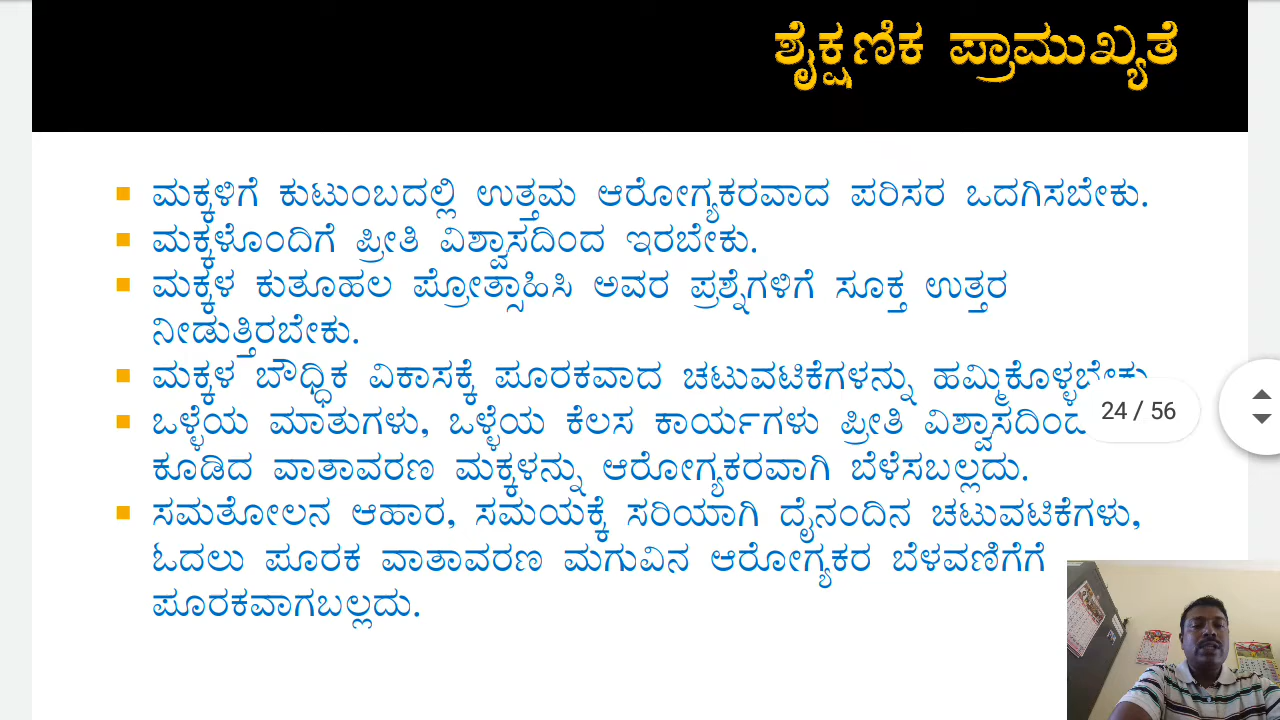 ಶೈಕ್ಷಣಿಕ ಪ್ರಾಮುಖ್ಯತೆ
ಮಕ್ಕಳಿಗೆ ಕುಟುಂಬದಲ್ಲಿ ಉತ್ತಮ ಆರೋಗ್ಯಕರವಾದ ಪರಿಸರ ಒದಗಿಸಬೇಕು.
ಮಕ್ಕಳೊಂದಿಗೆ ಪ್ರೀತಿ ವಿಶ್ವಾಸದಿಂದ ಇರಬೇಕು.
ಮಕ್ಕಳ ಕುತೂಹಲ ಪ್ರೋತ್ಸಾಹಿಸಿ ಅವರ ಪ್ರಶ್ನೆಗಳಿಗೆ ಸೂಕ್ತ ಉತ್ತರ
ನೀಡುತ್ತಿರಬೇಕು.
ಮಕ್ಕಳ ಬೌಧ್ಧಿಕ ವಿಕಾಸಕ್ಕೆ ಪೂರಕವಾದ ಚಟುವಟಿಕೆಗಳನ್ನು ಹಮ್ಮಿಕೊಳ್ಳಬೇಕು
24 / 56
ಒಳ್ಳೆಯ ಮಾತುಗಳು, ಒಳ್ಳೆಯ ಕೆಲಸ ಕಾರ್ಯಗಳು ಪ್ರೀತಿ ವಿಶ್ವಾಸದಿಂದ
ಕೂಡಿದ ವಾತಾವರಣ ಮಕ್ಕಳನ್ನು ಆರೋಗ್ಯಕರವಾಗಿ ಬೆಳೆಸಬಲ್ಲದು.
ಸಮತೋಲನ ಆಹಾರ, ಸಮಯಕ್ಕೆ ಸರಿಯಾಗಿ ದೈನಂದಿನ ಚಟುವಟಿಕೆಗಳು,
ಓದಲು ಪೂರಕ ವಾತಾವರಣ ಮಗುವಿನ ಆರೋಗ್ಯಕರ ಬೆಳವಣಿಗೆಗೆ
ಪೂರಕವಾಗಬಲ್ಲದು.